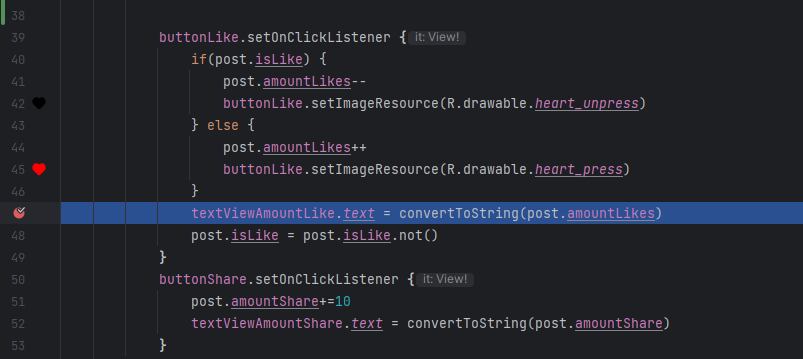 38
39 buttonLike.setOnClickListener { it: View!
40 if(post.isLike) {
41 post.amountLikes--
42 buttonLike.setImageResource(R.drawable.heart_unpress)
43 } else {
44 post.amountLikes++
45 buttonLike.setImageResource(R.drawable.heart_press)
46 }
textViewAmountLike.text = convertToString(post.amountLikes)
48 post.isLike = post.isLike.not()
49 }
50 buttonShare.setOnClickListener { it: View!
51 post.amountShare+=10
52 textViewAmountShare.text = convertToString(post.amountShare)
53 }